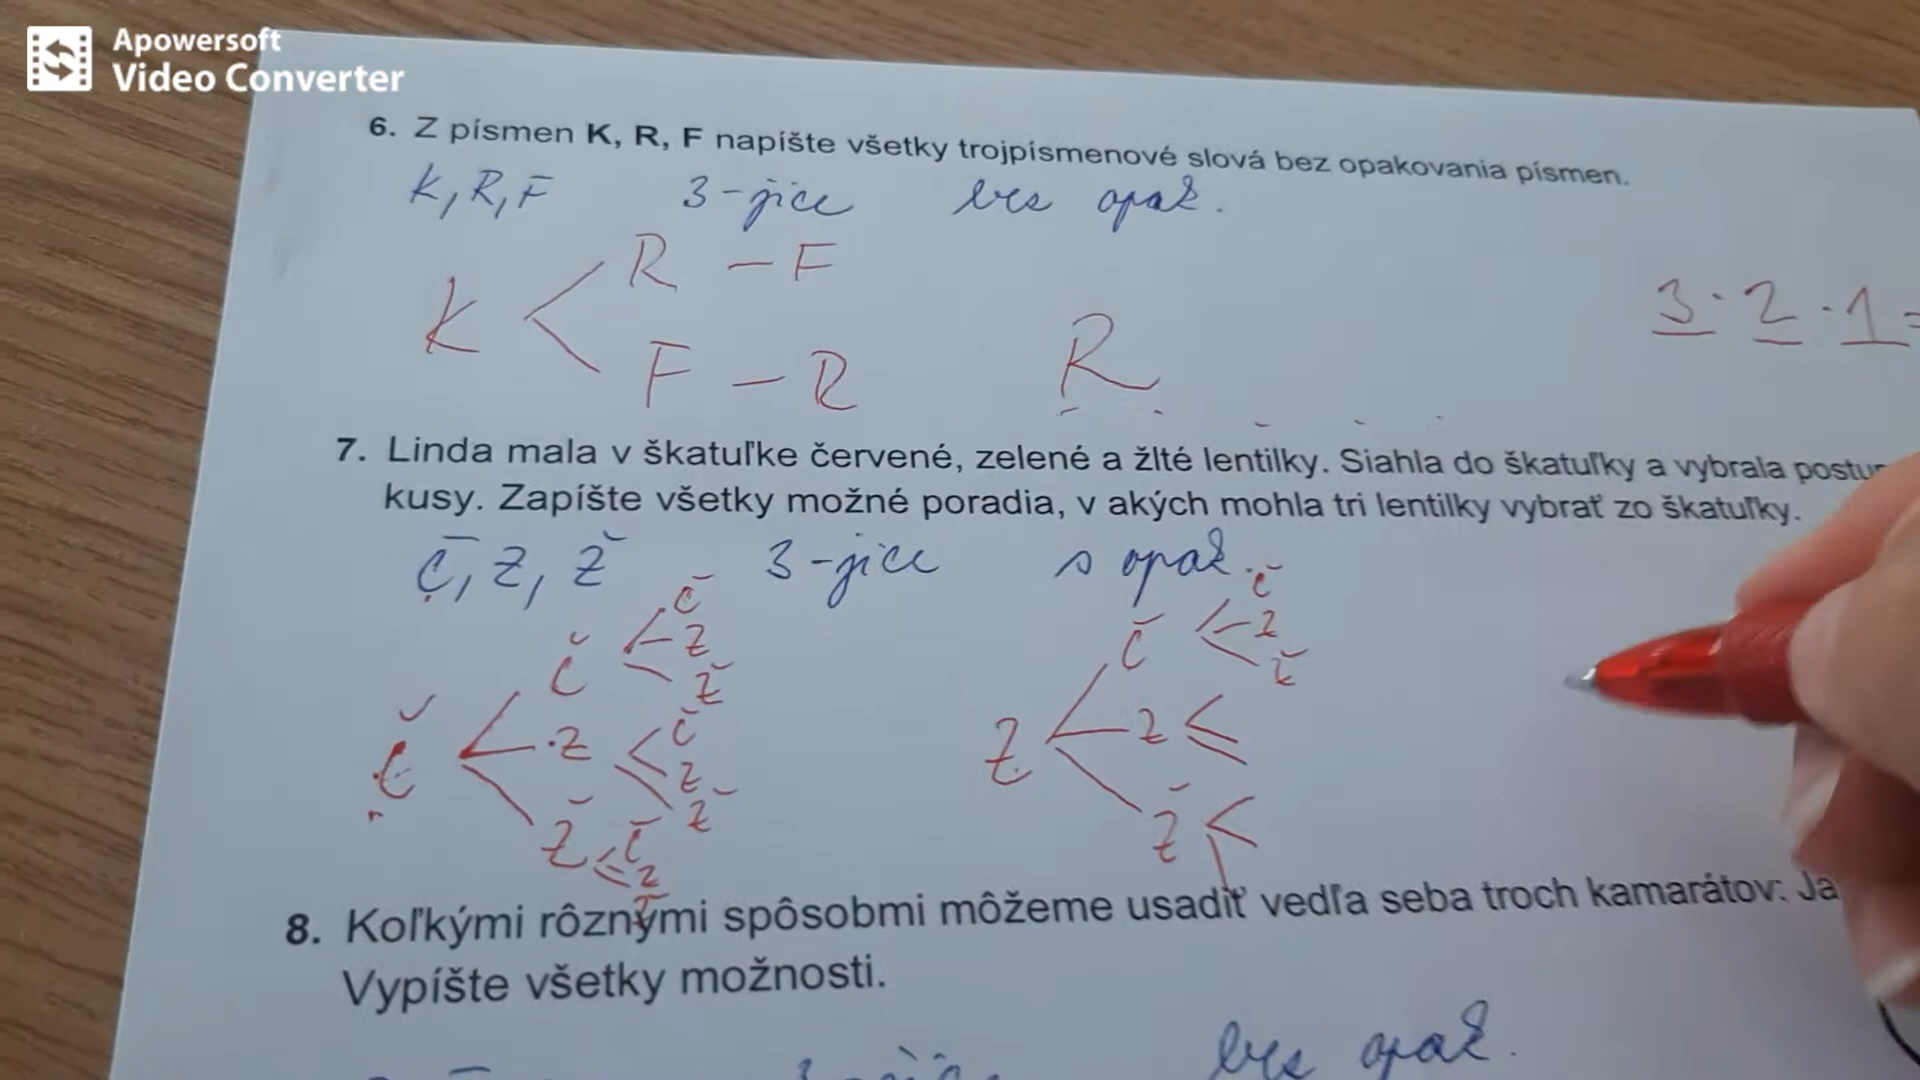 Apowersoft
Video Converter
6. Z písmen K, R, F napíšte všetky trojpísmenové slová bez opakovania písmen.
K, R, F 3-jice bez opak.
R - F
K
F - R
R
3 · 2 · 1 =
7. Linda mala v škatuľke červené, zelené a žlté lentilky. Siahla do škatuľky a vybrala
kusy. Zapíšte všetky možné poradia, v akých mohla tri lentilky vybrať zo škatuľky.
Č, Z, Ž 3-jice s opak.
Č Č
Č Z Č Z
Ž Ž
Č
Č Z Z Z Z
Ž
Ž Č Ž
Z
Ž
8. Koľkými rôznymi spôsobmi môžeme usadiť vedľa seba troch kamarátov: Ja
Vypíšte všetky možnosti.
bez opak.